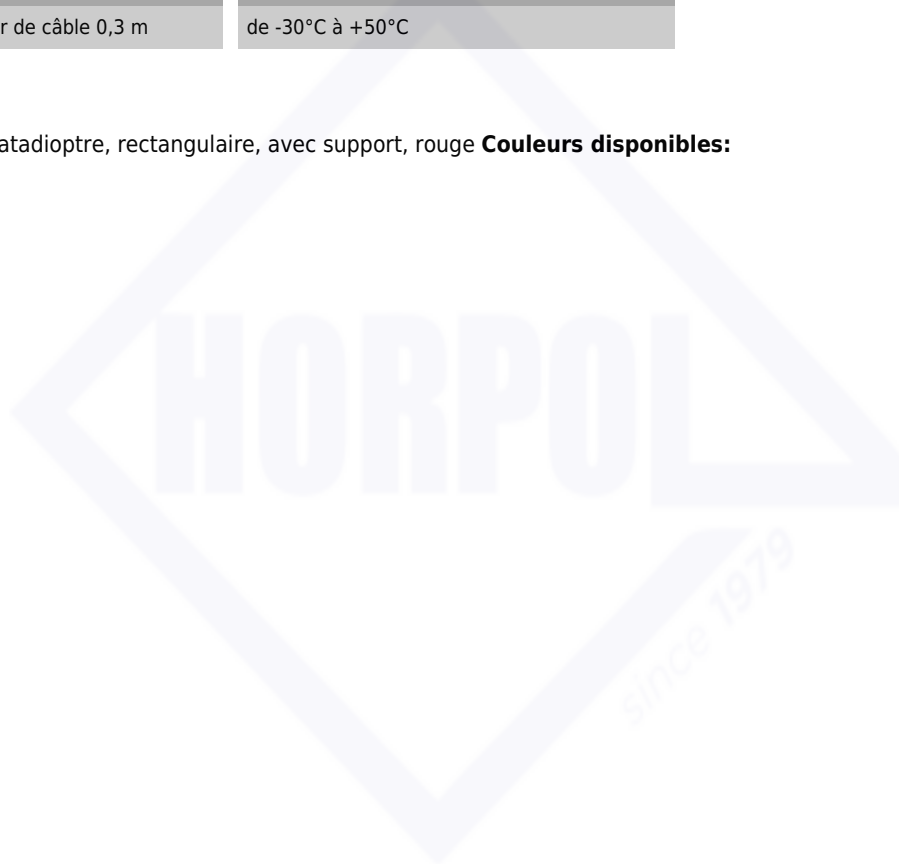 r de câble 0,3 m de -30°C à +50°C
atadioptre, rectangulaire, avec support, rouge Couleurs disponibles:
HORPOL
since 1979